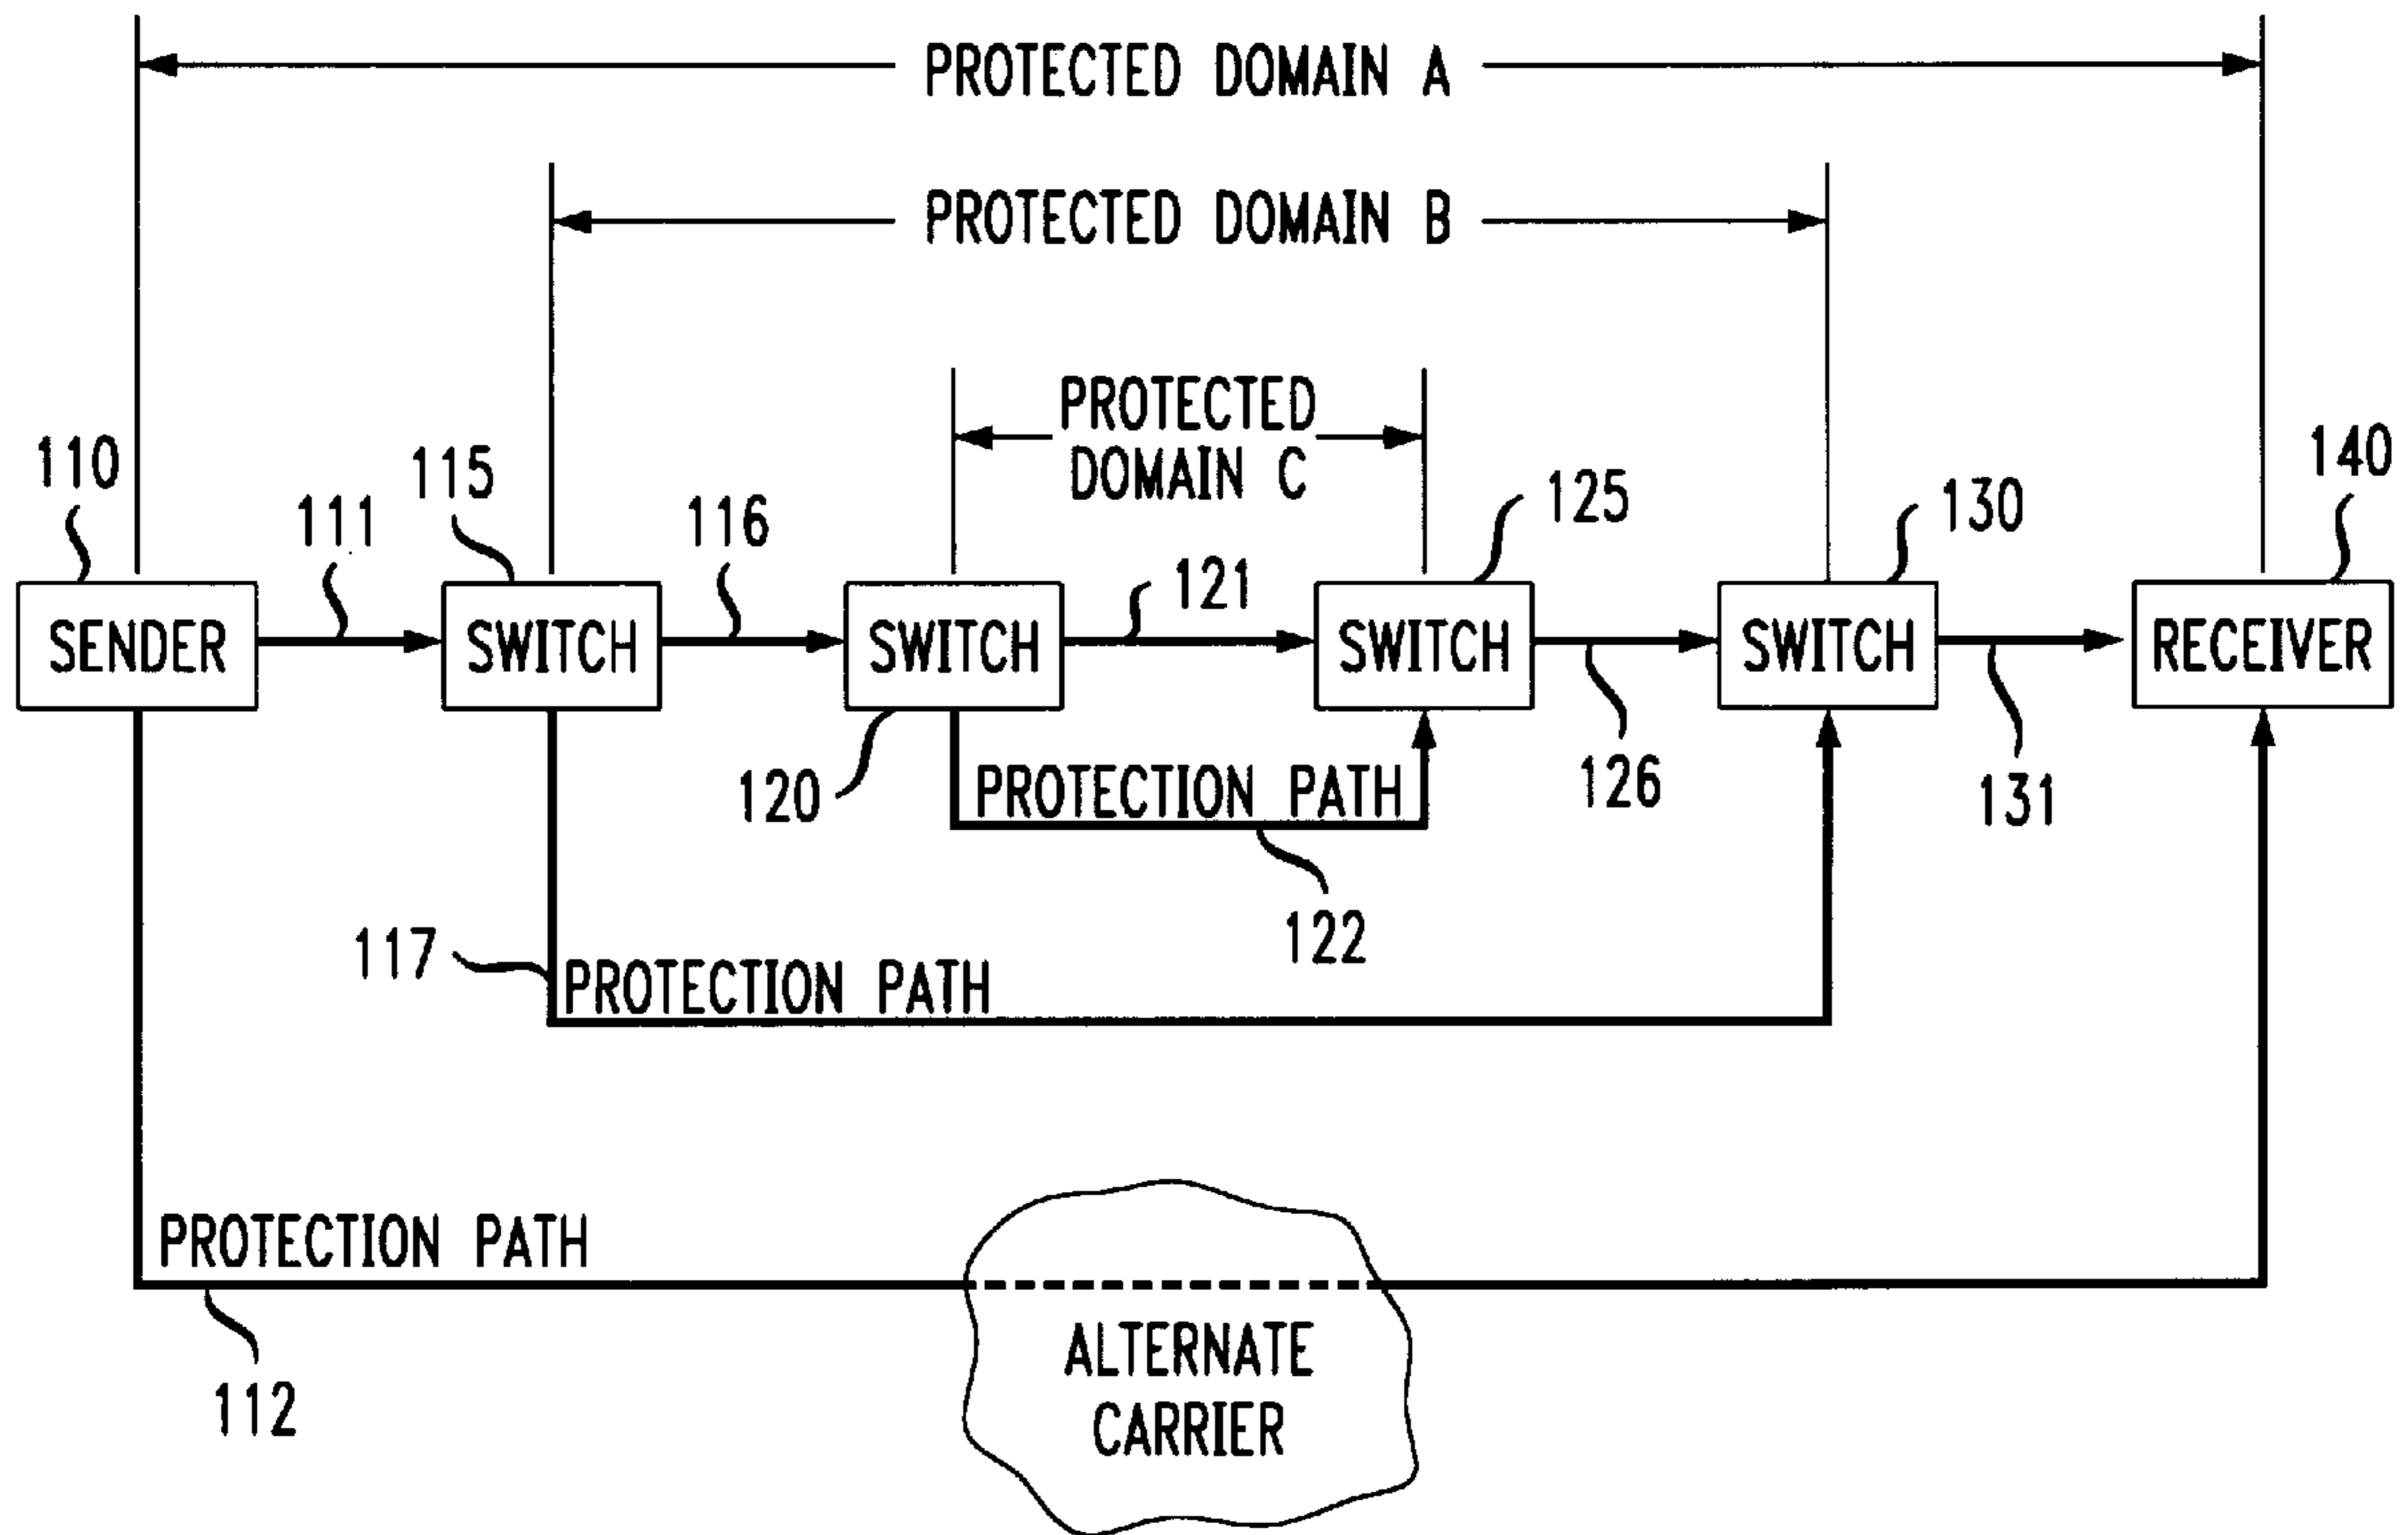 PROTECTED DOMAIN A
PROTECTED DOMAIN B
PROTECTED
DOMAIN C
110
111
115
116
121
125
130
140
SENDER
SWITCH
SWITCH
SWITCH
SWITCH
RECEIVER
120
PROTECTION PATH
126
131
122
117
PROTECTION PATH
PROTECTION PATH
112
ALTERNATE
CARRIER